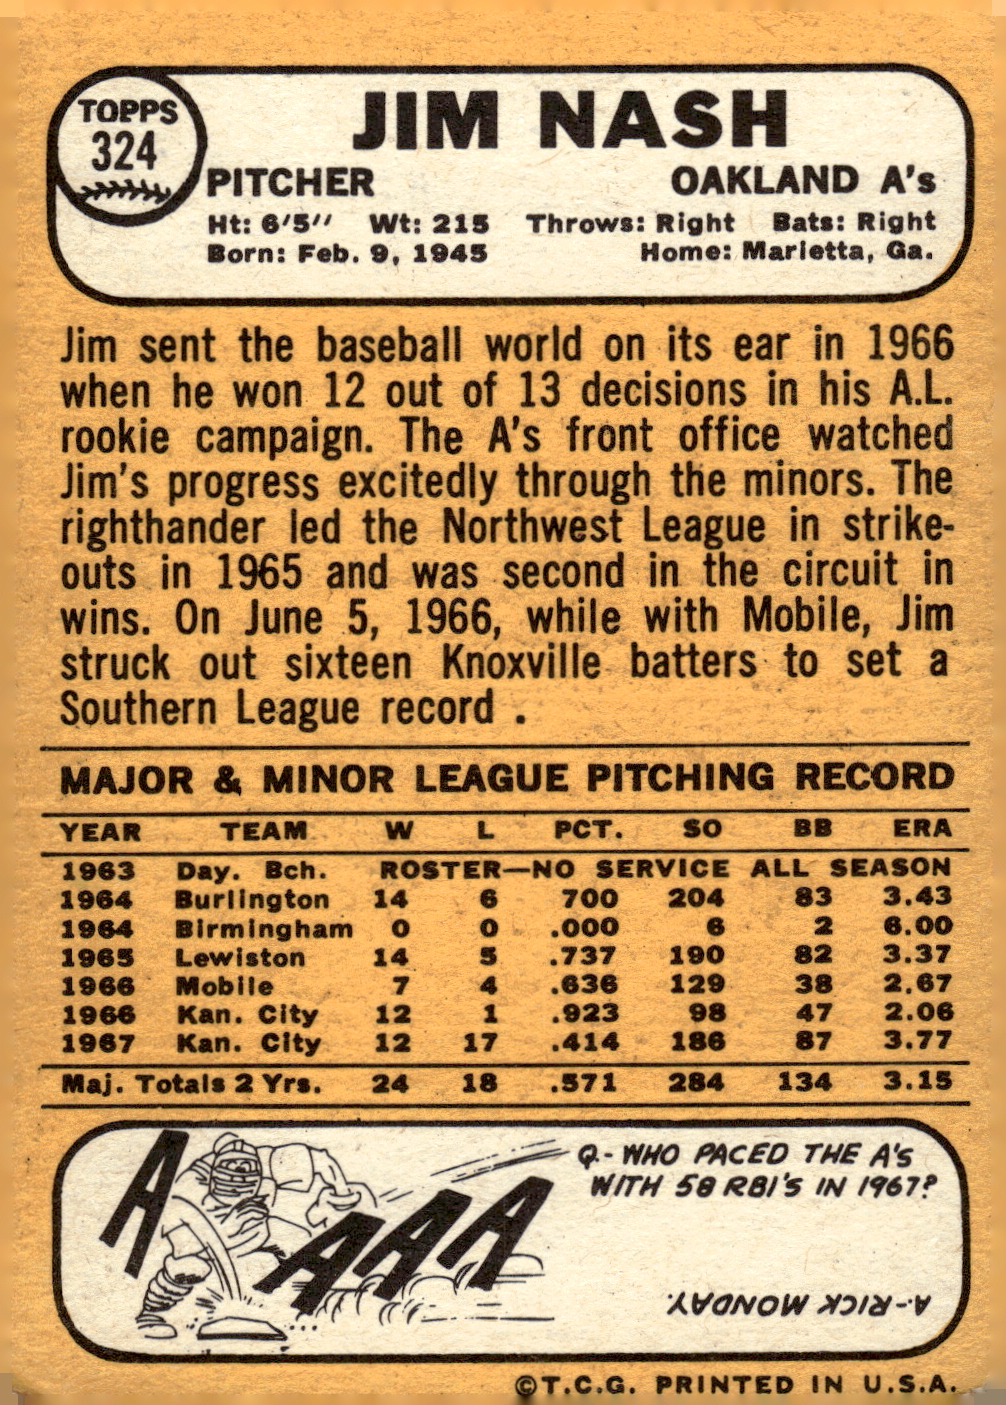 TOPPS
324
JIM NASH
PITCHER OAKLAND A's
Ht: 6'5" Wt: 215 Throws: Right Bats: Right
Born: Feb. 9, 1945 Home: Marietta, Ga.
Jim sent the baseball world on its ear in 1966
when he won 12 out of 13 decisions in his A.L.
rookie campaign. The A's front office watched
Jim's progress excitedly through the minors. The
righthander led the Northwest League in strike-
outs in 1965 and was second in the circuit in
wins. On June 5, 1966, while with Mobile, Jim
struck out sixteen Knoxville batters to set a
Southern League record .
MAJOR & MINOR LEAGUE PITCHING RECORD
YEAR TEAM W L PCT. SO BB ERA
1963 Day. Bch. ROSTER—NO SERVICE ALL SEASON
1964 Burlington 14 6 700 204 83 3.43
1964 Birmingham 0 0 .000 6 2 6.00
1965 Lewiston 14 5 .737 190 82 3.37
1966 Mobile 7 4 .636 129 38 2.67
1966 Kan. City 12 1 .923 98 47 2.06
1967 Kan. City 12 17 .414 186 87 3.77
Maj. Totals 2 Yrs. 24 18 .571 284 134 3.15
A AAA
Q.- WHO PACED THE A'S
WITH 58 RBI'S IN 1967?
A.-RICK MONDAY.
©T.C.G. PRINTED IN U.S.A.